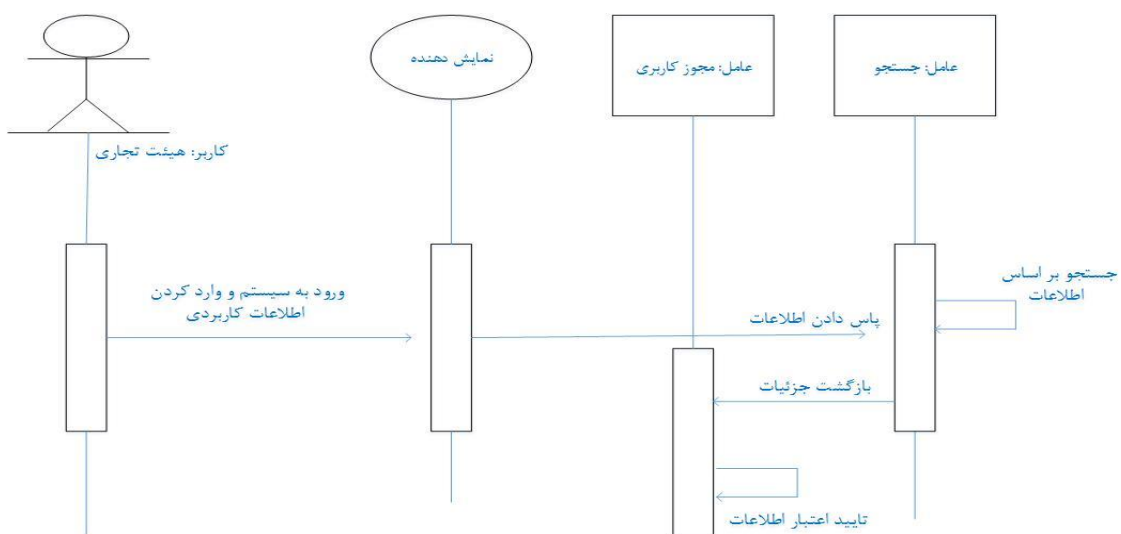 نمایش دهنده
عامل: مجوز کاربری
عامل: جستجو
کاربر: هیئت تجاری
ورود به سیستم و وارد کردن
اطلاعات کاربردی
جستجو بر اساس
اطلاعات
پاس دادن اطلاعات
بازگشت جزئیات
تایید اعتبار اطلاعات